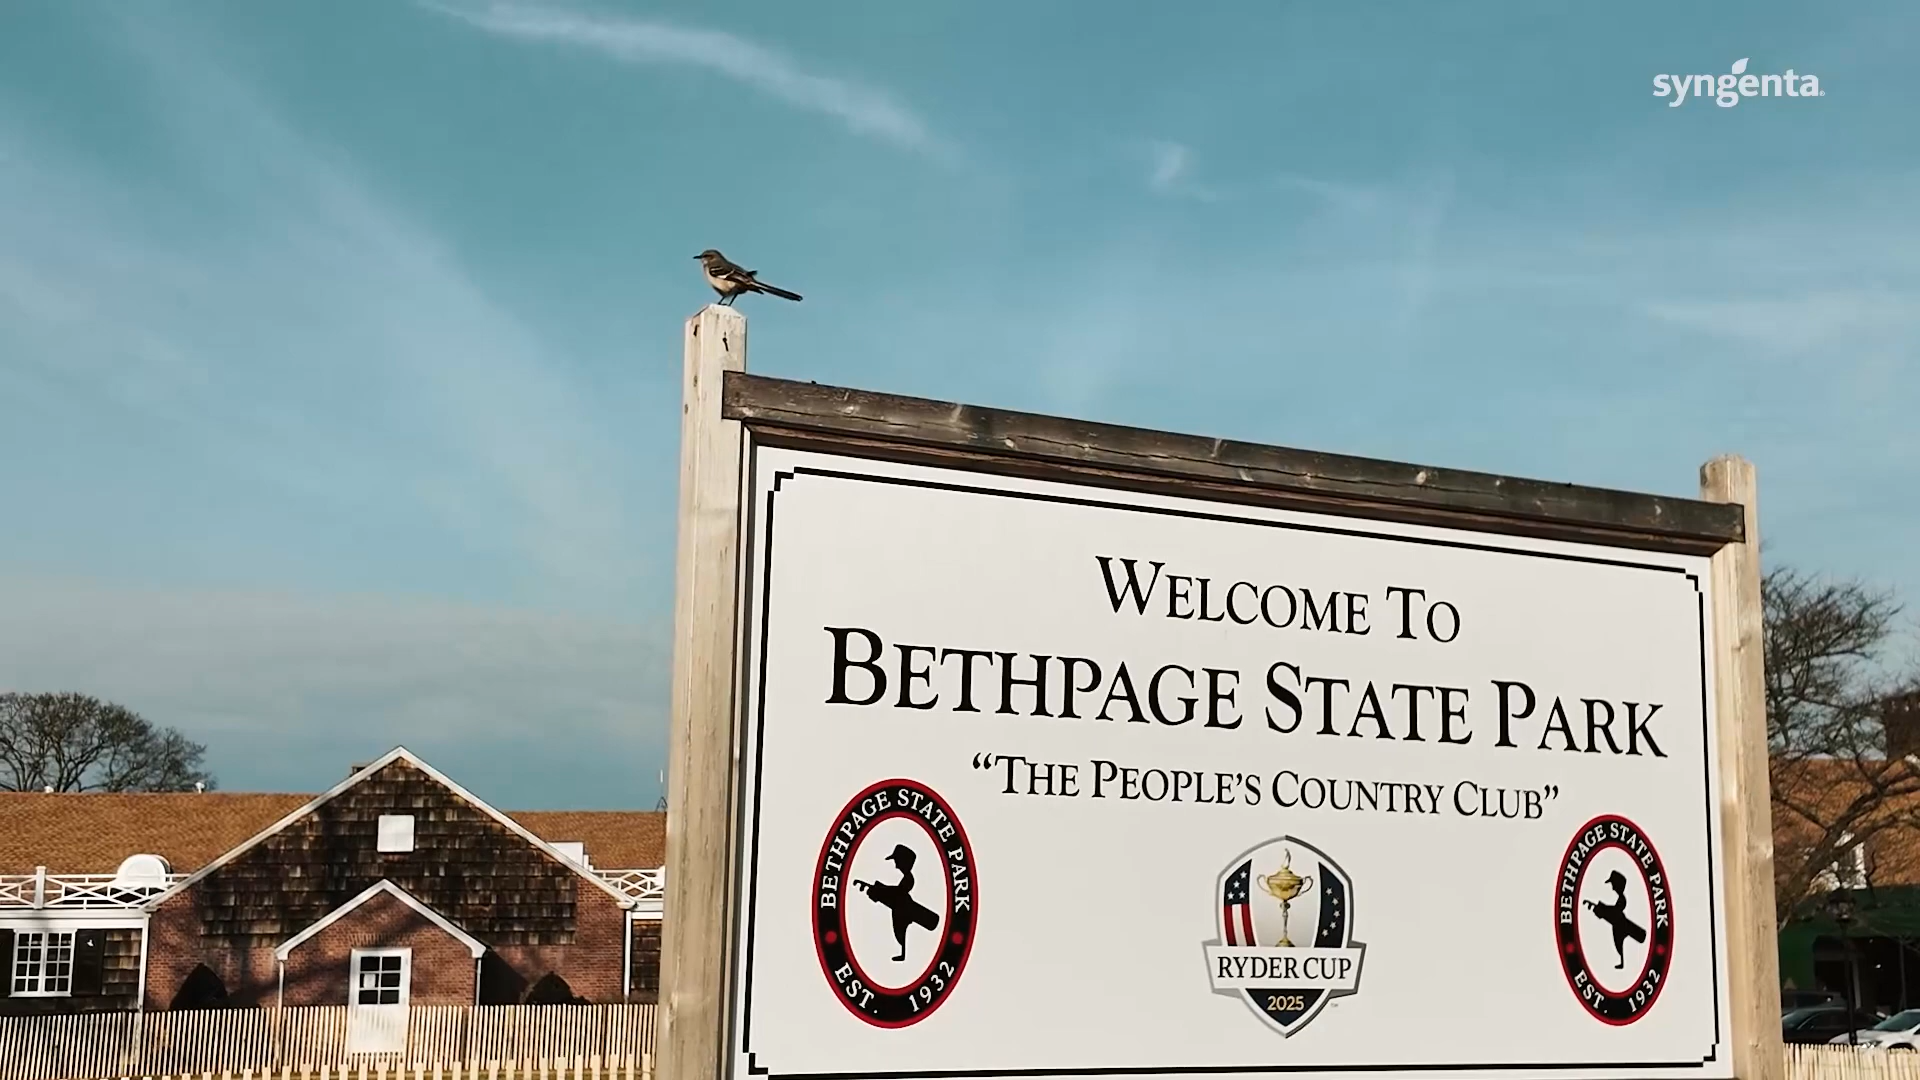 syngenta
WELCOME TO
BETHPAGE STATE PARK
“THE PEOPLE’S COUNTRY CLUB”
BETHPAGE STATE PARK
EST. 1932
RYDER CUP
2025
BETHPAGE STATE PARK
EST. 1932